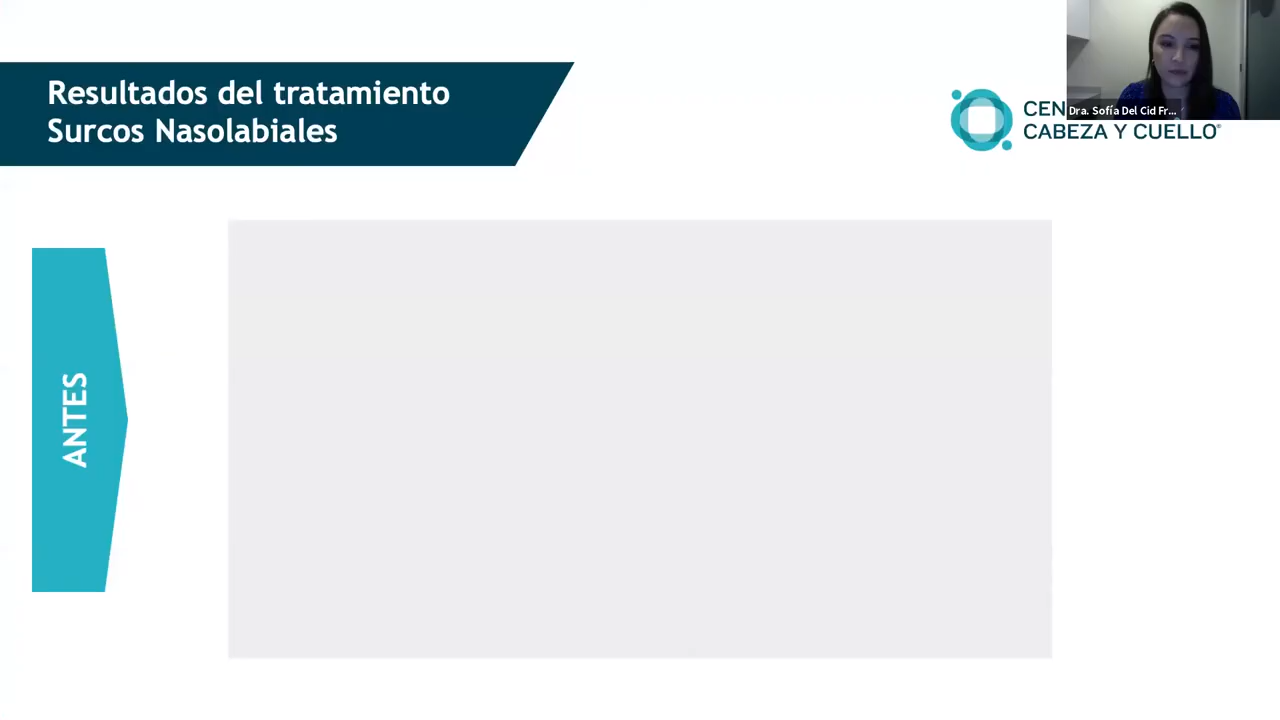 Resultados del tratamiento
Surcos Nasolabiales
CEN
Dra. Sofía Del Cid Fr...
CABEZA Y CUELLO®
ANTES